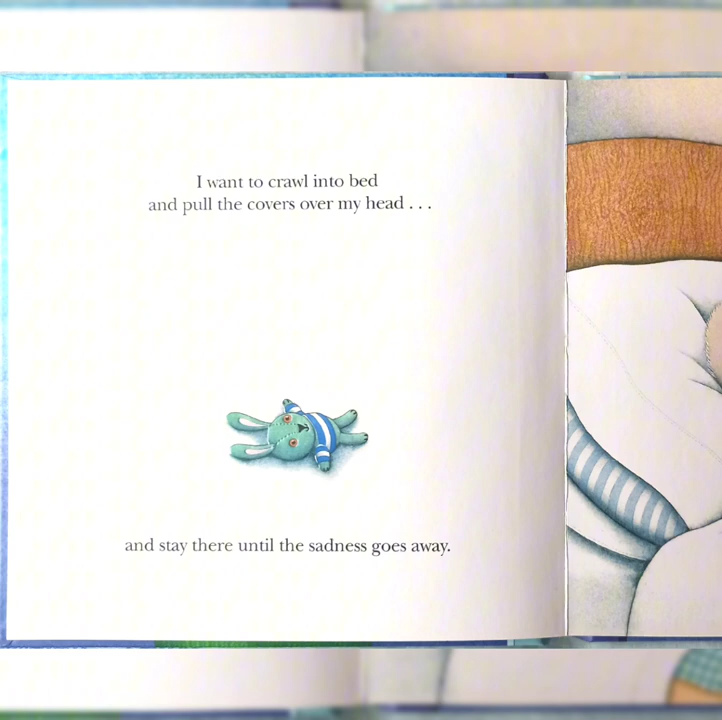 I want to crawl into bed
and pull the covers over my head . . .
and stay there until the sadness goes away.